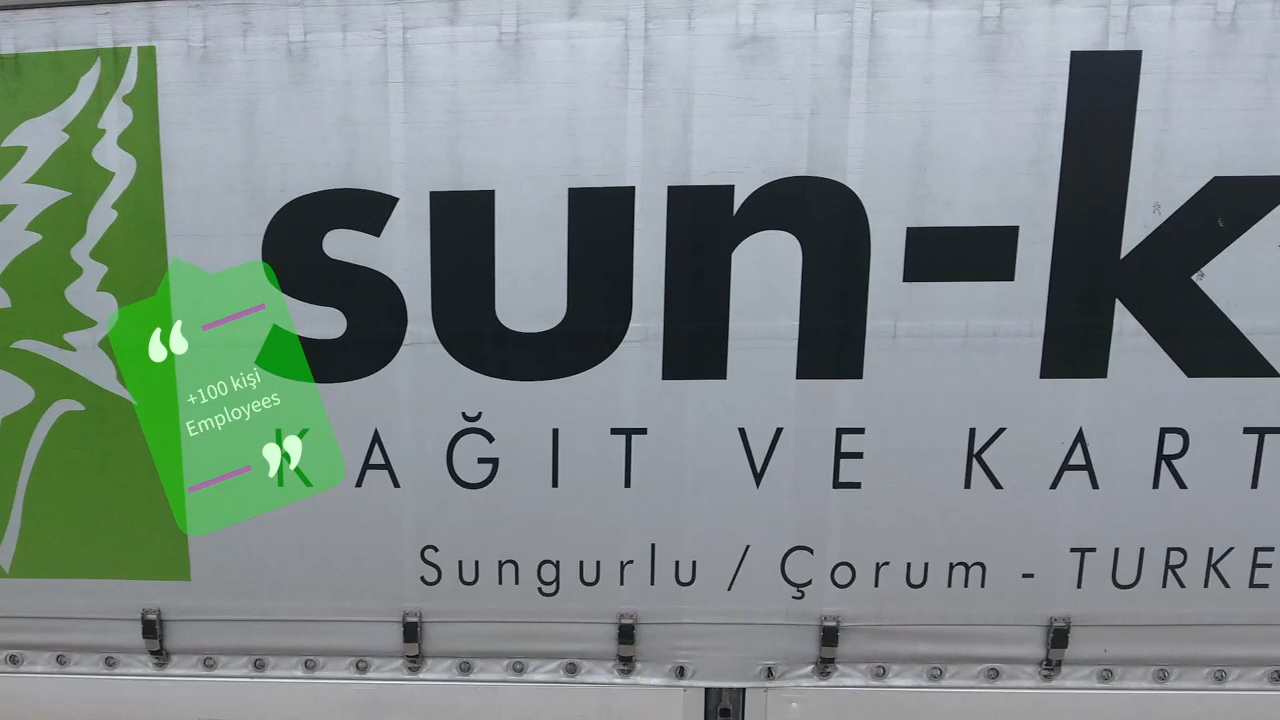 sun-k
KAĞIT VE KART
Sungurlu / Çorum - TURKE
+100 kişi
Employees